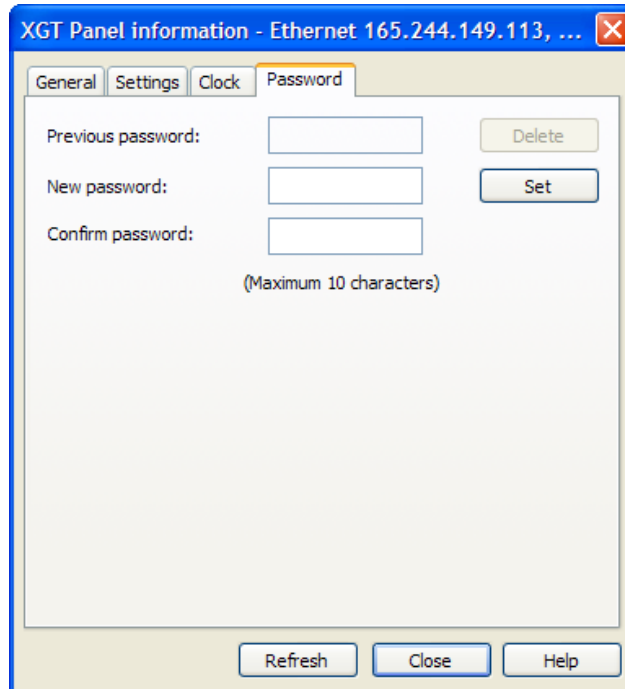 XGT Panel information - Ethernet 165.244.149.113, ...
General Settings Clock Password
Previous password: Delete
New password: Set
Confirm password:
(Maximum 10 characters)
Refresh Close Help